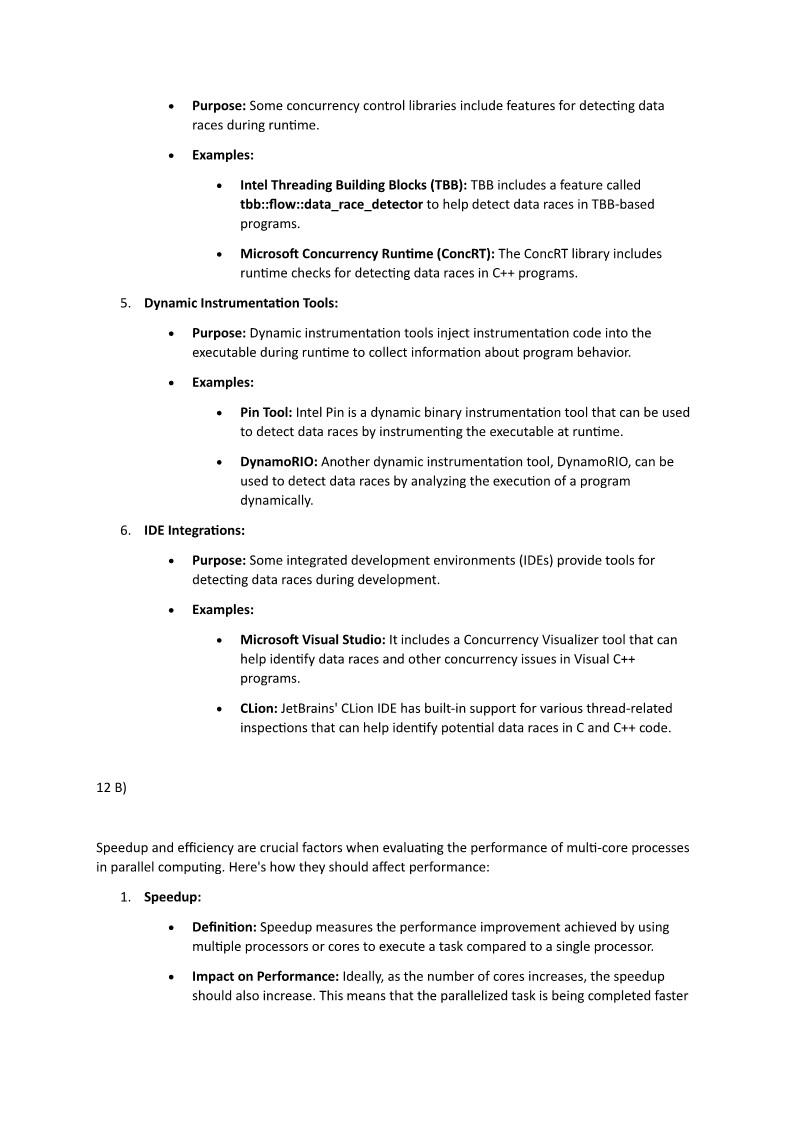 • Purpose: Some concurrency control libraries include features for detecting data
races during runtime.
• Examples:
• Intel Threading Building Blocks (TBB): TBB includes a feature called
tbb::flow::data_race_detector to help detect data races in TBB-based
programs.
• Microsoft Concurrency Runtime (ConcRT): The ConcRT library includes
runtime checks for detecting data races in C++ programs.
5. Dynamic Instrumentation Tools:
• Purpose: Dynamic instrumentation tools inject instrumentation code into the
executable during runtime to collect information about program behavior.
• Examples:
• Pin Tool: Intel Pin is a dynamic binary instrumentation tool that can be used
to detect data races by instrumenting the executable at runtime.
• DynamoRIO: Another dynamic instrumentation tool, DynamoRIO, can be
used to detect data races by analyzing the execution of a program
dynamically.
6. IDE Integrations:
• Purpose: Some integrated development environments (IDEs) provide tools for
detecting data races during development.
• Examples:
• Microsoft Visual Studio: It includes a Concurrency Visualizer tool that can
help identify data races and other concurrency issues in Visual C++
programs.
• CLion: JetBrains' CLion IDE has built-in support for various thread-related
inspections that can help identify potential data races in C and C++ code.
12 B)
Speedup and efficiency are crucial factors when evaluating the performance of multi-core processes
in parallel computing. Here's how they should affect performance:
1. Speedup:
• Definition: Speedup measures the performance improvement achieved by using
multiple processors or cores to execute a task compared to a single processor.
• Impact on Performance: Ideally, as the number of cores increases, the speedup
should also increase. This means that the parallelized task is being completed faster